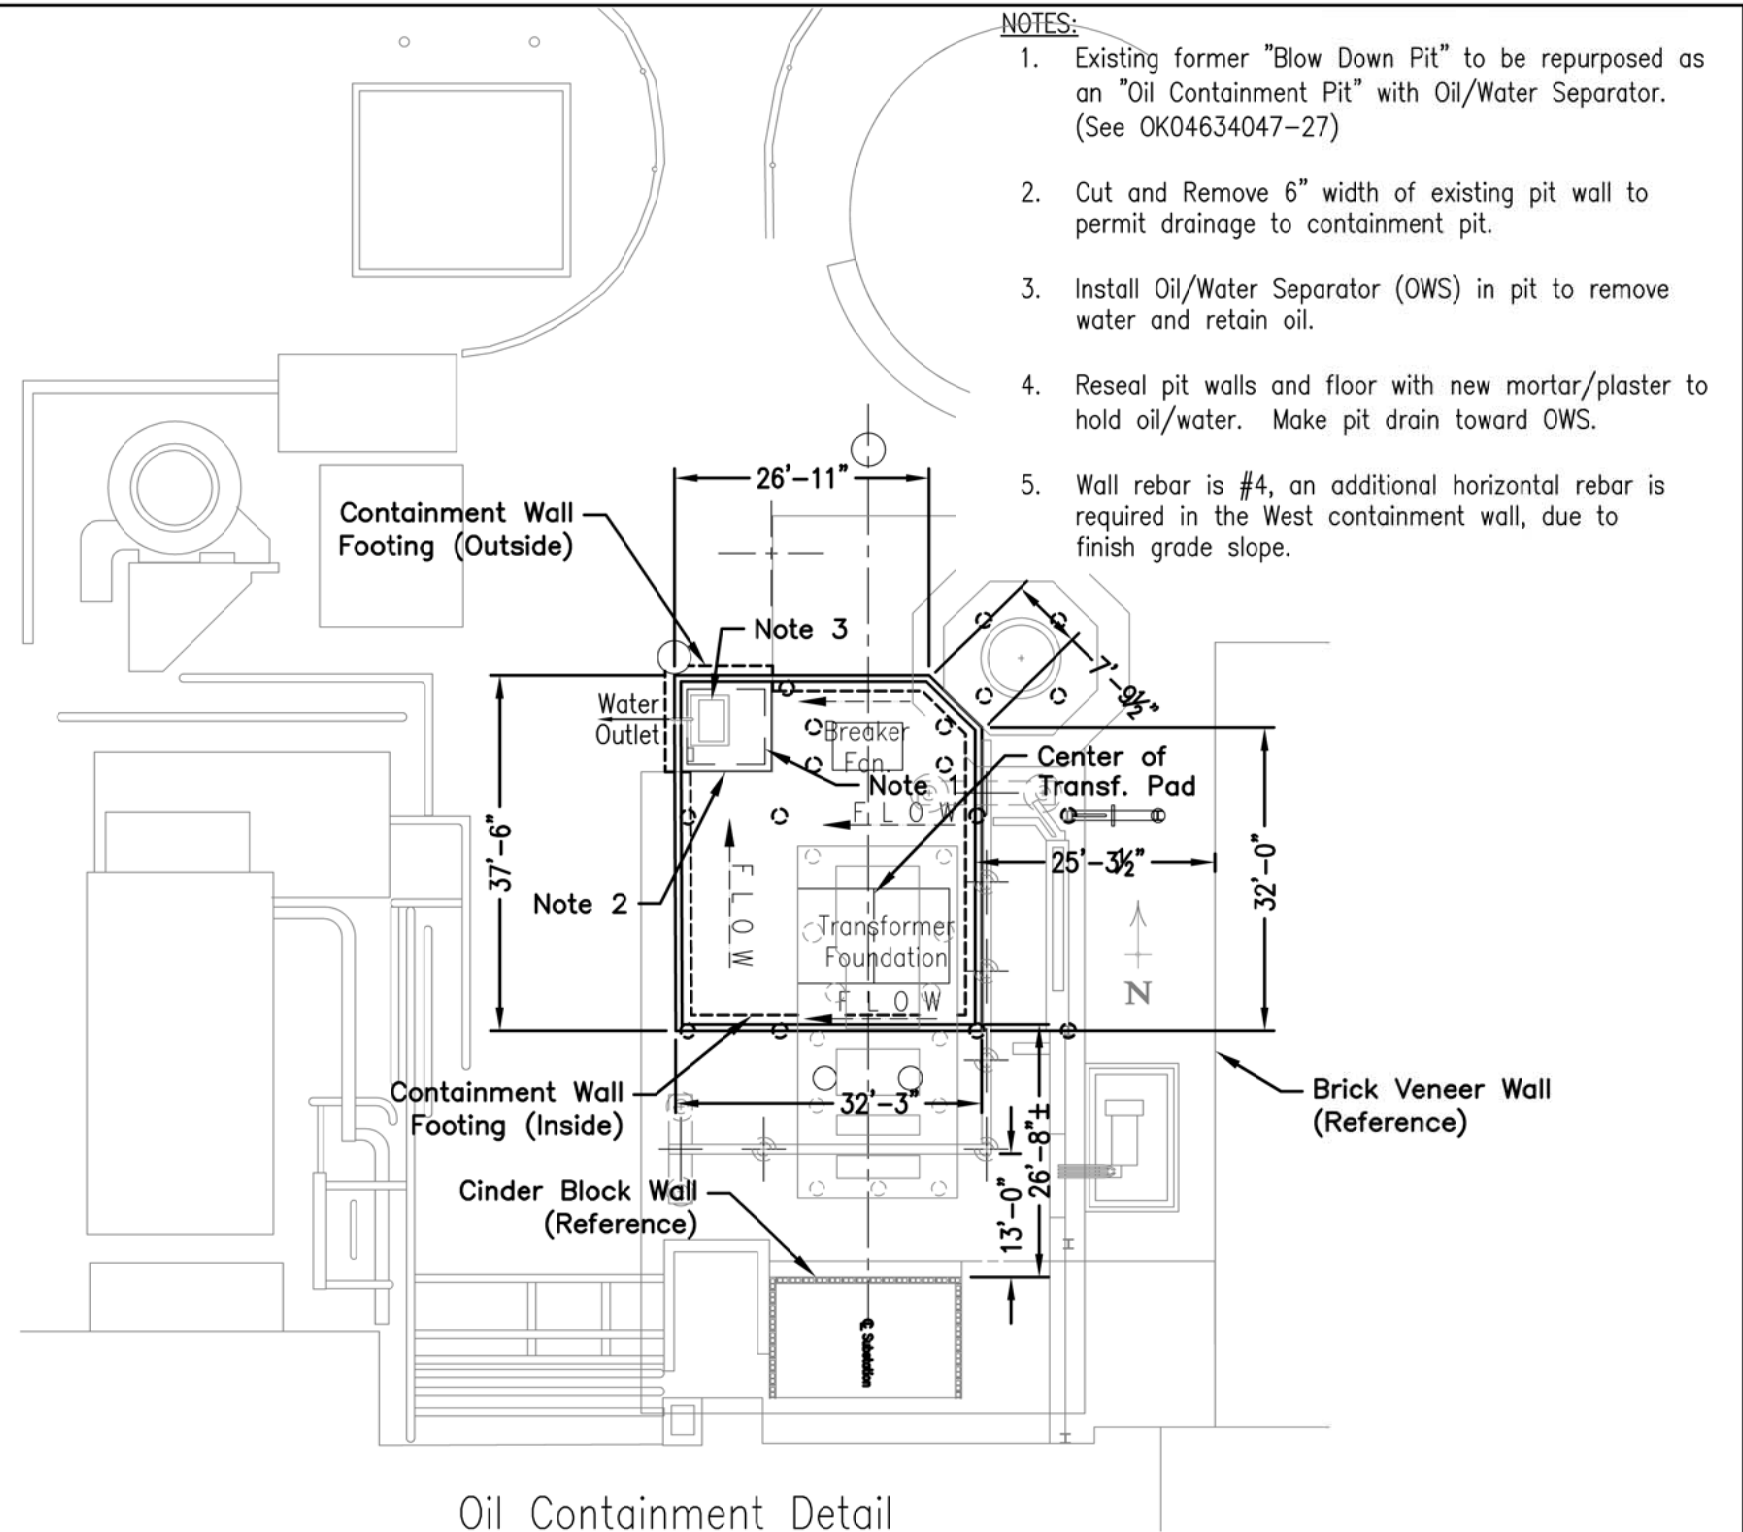 NOTES:
1. Existing former "Blow Down Pit" to be repurposed as
an "Oil Containment Pit" with Oil/Water Separator.
(See OK04634047-27)
2. Cut and Remove 6" width of existing pit wall to
permit drainage to containment pit.
3. Install Oil/Water Separator (OWS) in pit to remove
water and retain oil.
4. Reseal pit walls and floor with new mortar/plaster to
hold oil/water. Make pit drain toward OWS.
5. Wall rebar is #4, an additional horizontal rebar is
required in the West containment wall, due to
finish grade slope.
26'-11"
Containment Wall
Footing (Outside)
Note 3
7'-9½"
Water
Outlet
Breaker
Fdn.
Note 1
Center of
Transf. Pad
FLOW
37'-6"
25'-3½"
32'-0"
Note 2
FLOW
Transformer
Foundation
FLOW
N
Containment Wall
Footing (Inside)
32'-3"
26'-8"±
13'-0"
Brick Veneer Wall
(Reference)
Cinder Block Wall
(Reference)
℄ Substation
Oil Containment Detail